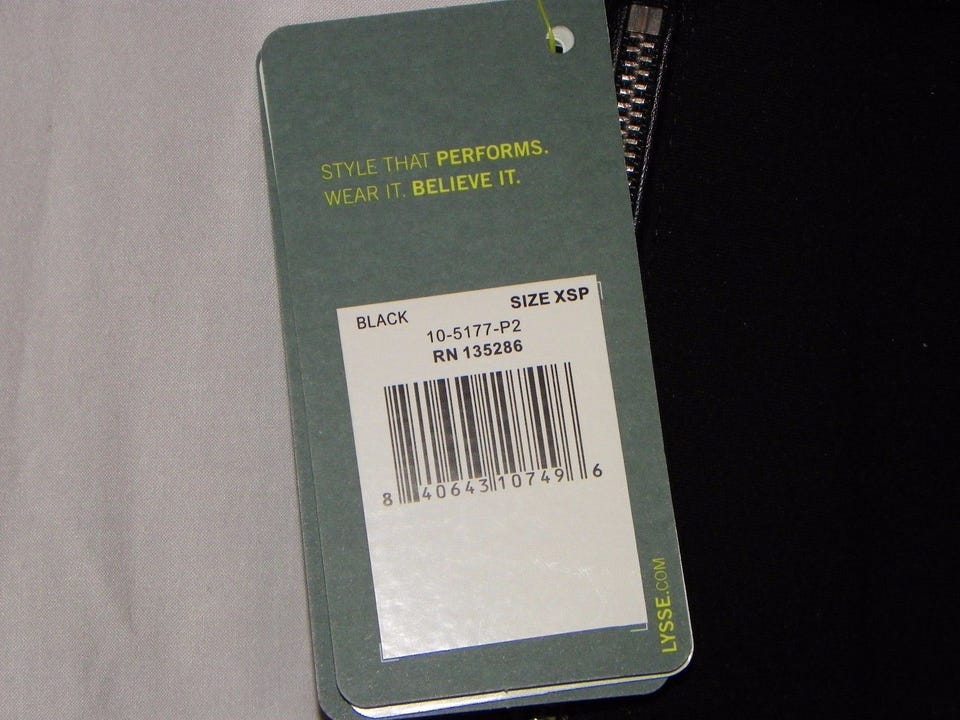 STYLE THAT PERFORMS.
WEAR IT. BELIEVE IT.
BLACK SIZE XSP
10-5177-P2
RN 135286
8 40643 10749 6
LYSSE.COM